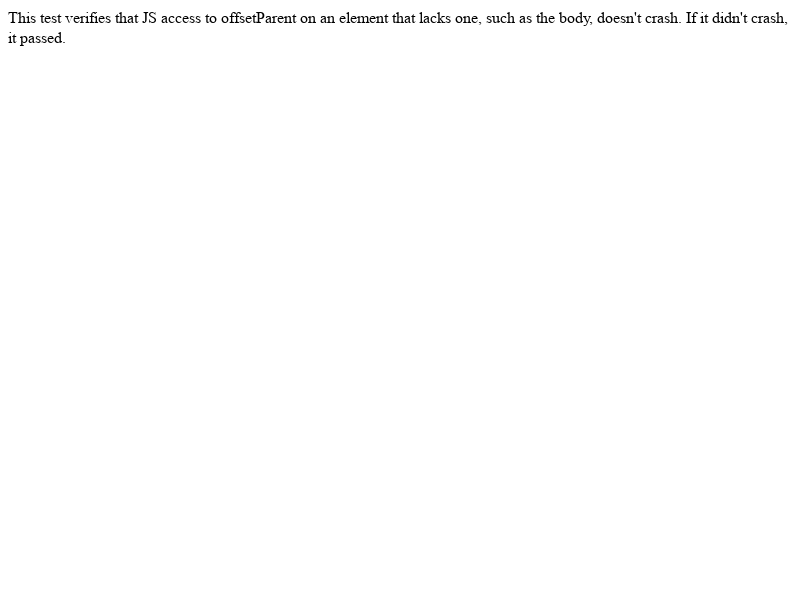 This test verifies that JS access to offsetParent on an element that lacks one, such as the body, doesn't crash. If it didn't crash,
it passed.